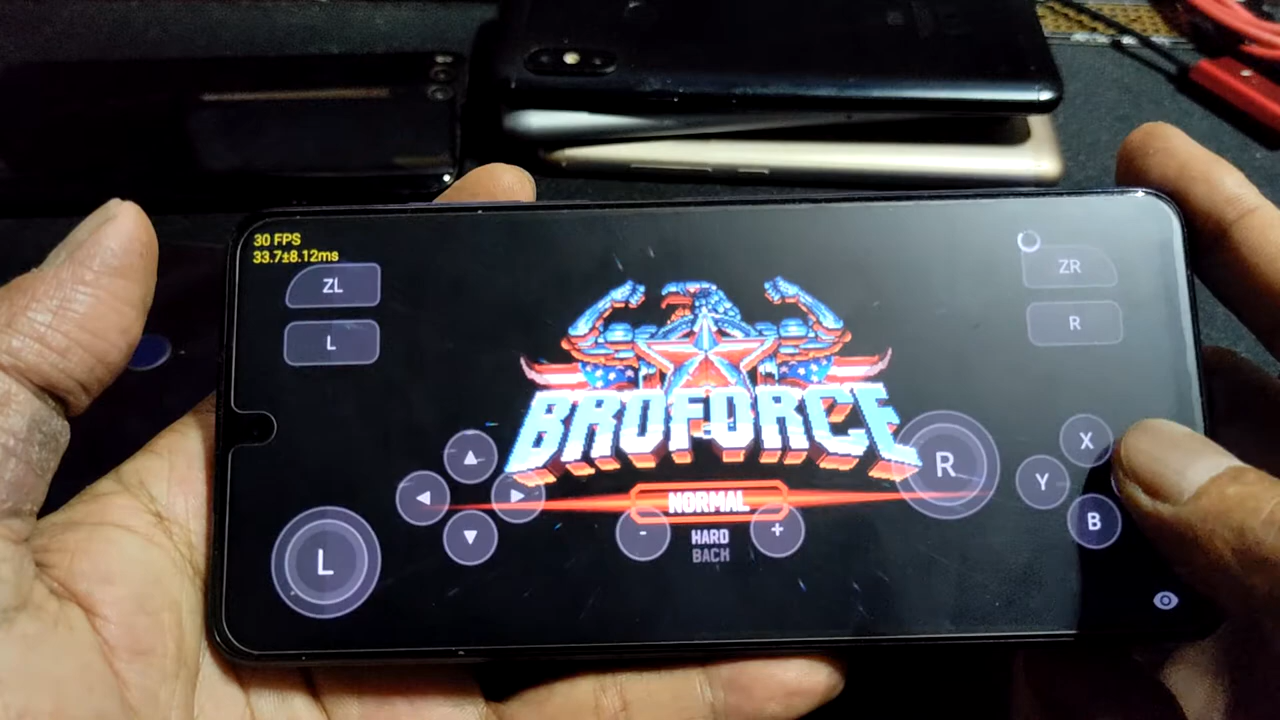 30 FPS
33.7±8.12ms
ZL
ZR
L
R
BROFORCE
X
R
Y
NORMAL
B
-
+
HARD
L
BACH